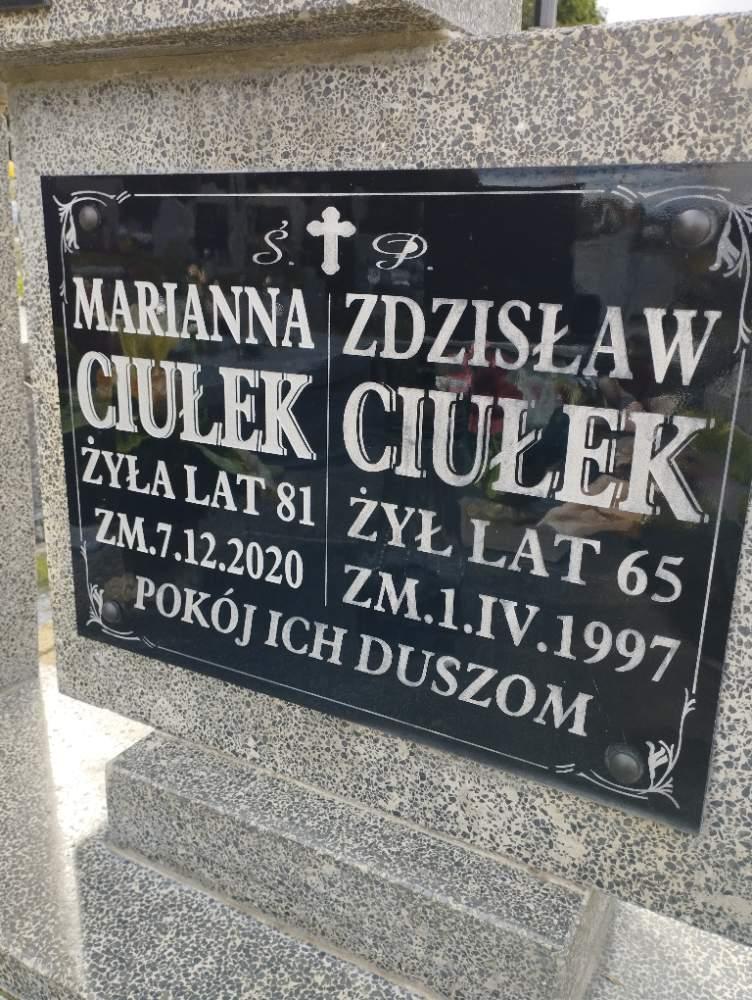 Ś. P.
MARIANNA
CIUŁEK
ŻYŁA LAT 81
ZM.7.12.2020
ZDZISŁAW
CIUŁEK
ŻYŁ LAT 65
ZM.1.IV.1997
POKÓJ ICH DUSZOM